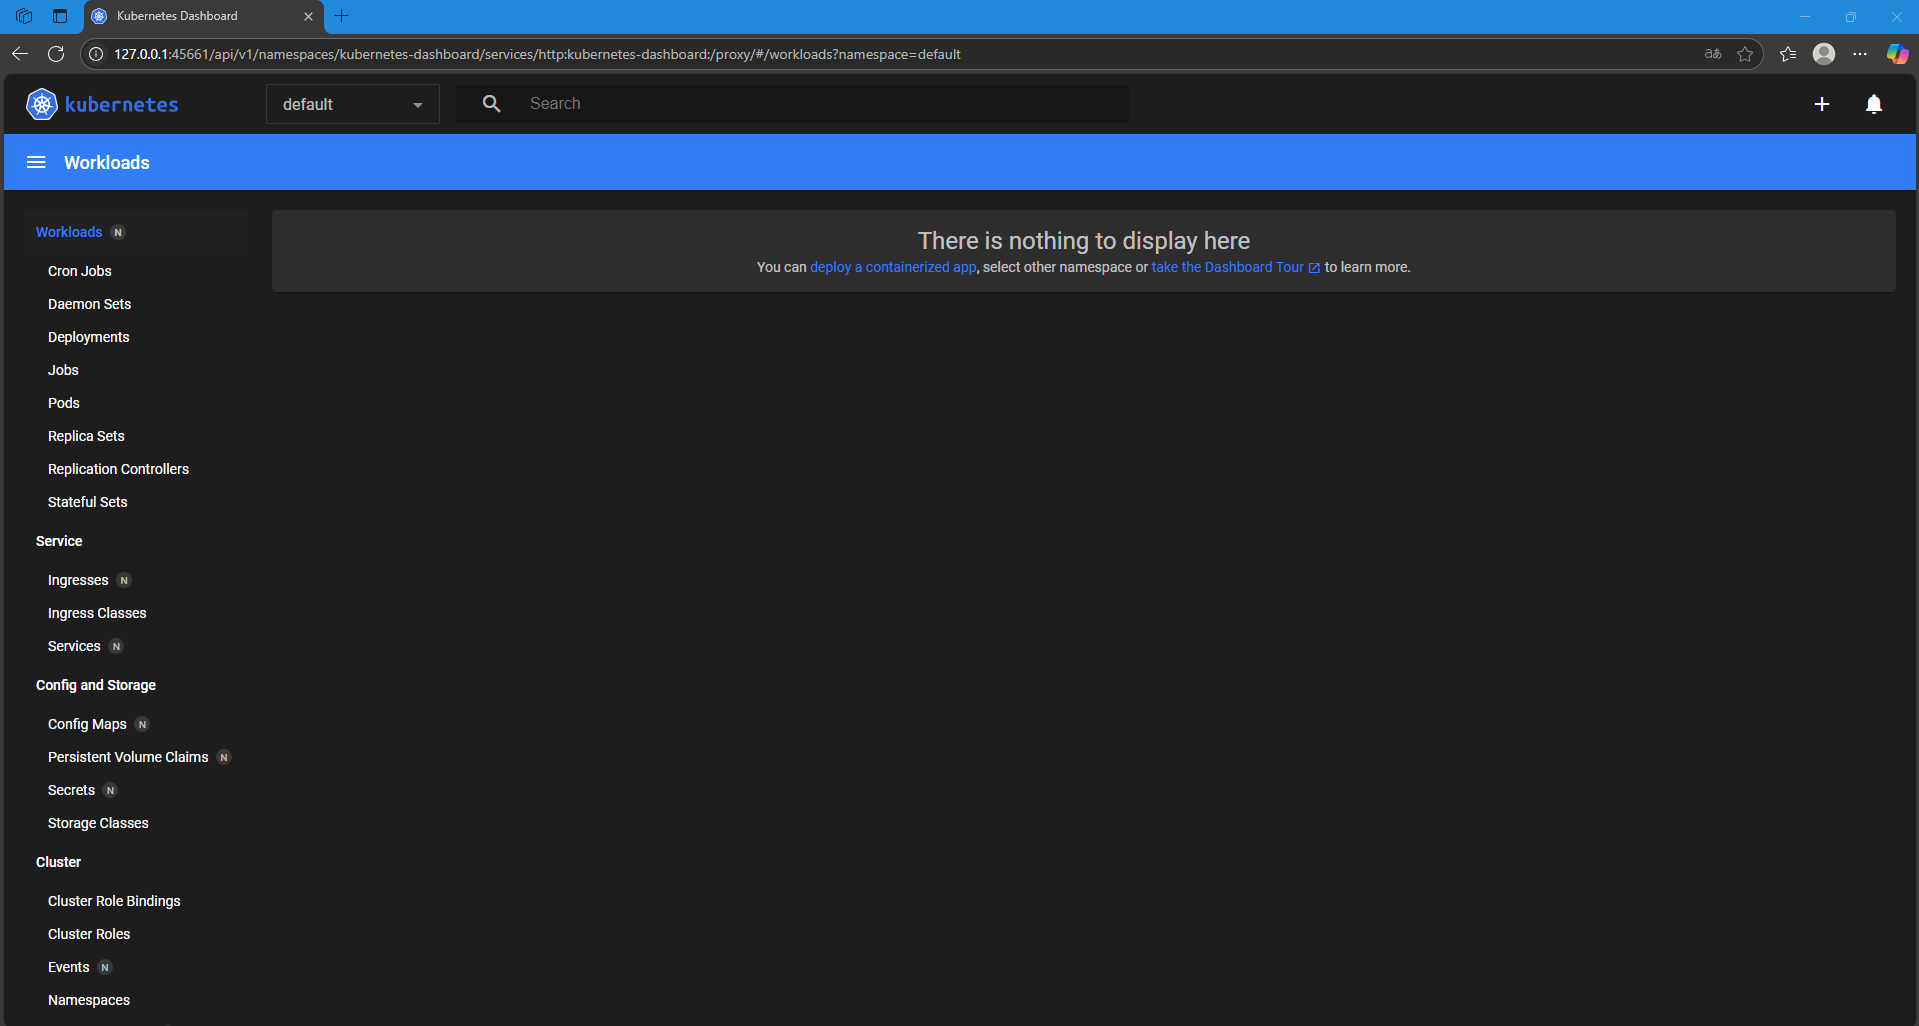 Kubernetes Dashboard
127.0.0.1:45661/api/v1/namespaces/kubernetes-dashboard/services/http:kubernetes-dashboard:/proxy/#/workloads?namespace=default
aあ
kubernetes
default
Search
Workloads
Workloads N
Cron Jobs
Daemon Sets
Deployments
Jobs
Pods
Replica Sets
Replication Controllers
Stateful Sets
Service
Ingresses N
Ingress Classes
Services N
Config and Storage
Config Maps N
Persistent Volume Claims N
Secrets N
Storage Classes
Cluster
Cluster Role Bindings
Cluster Roles
Events N
Namespaces
There is nothing to display here
You can deploy a containerized app, select other namespace or take the Dashboard Tour to learn more.